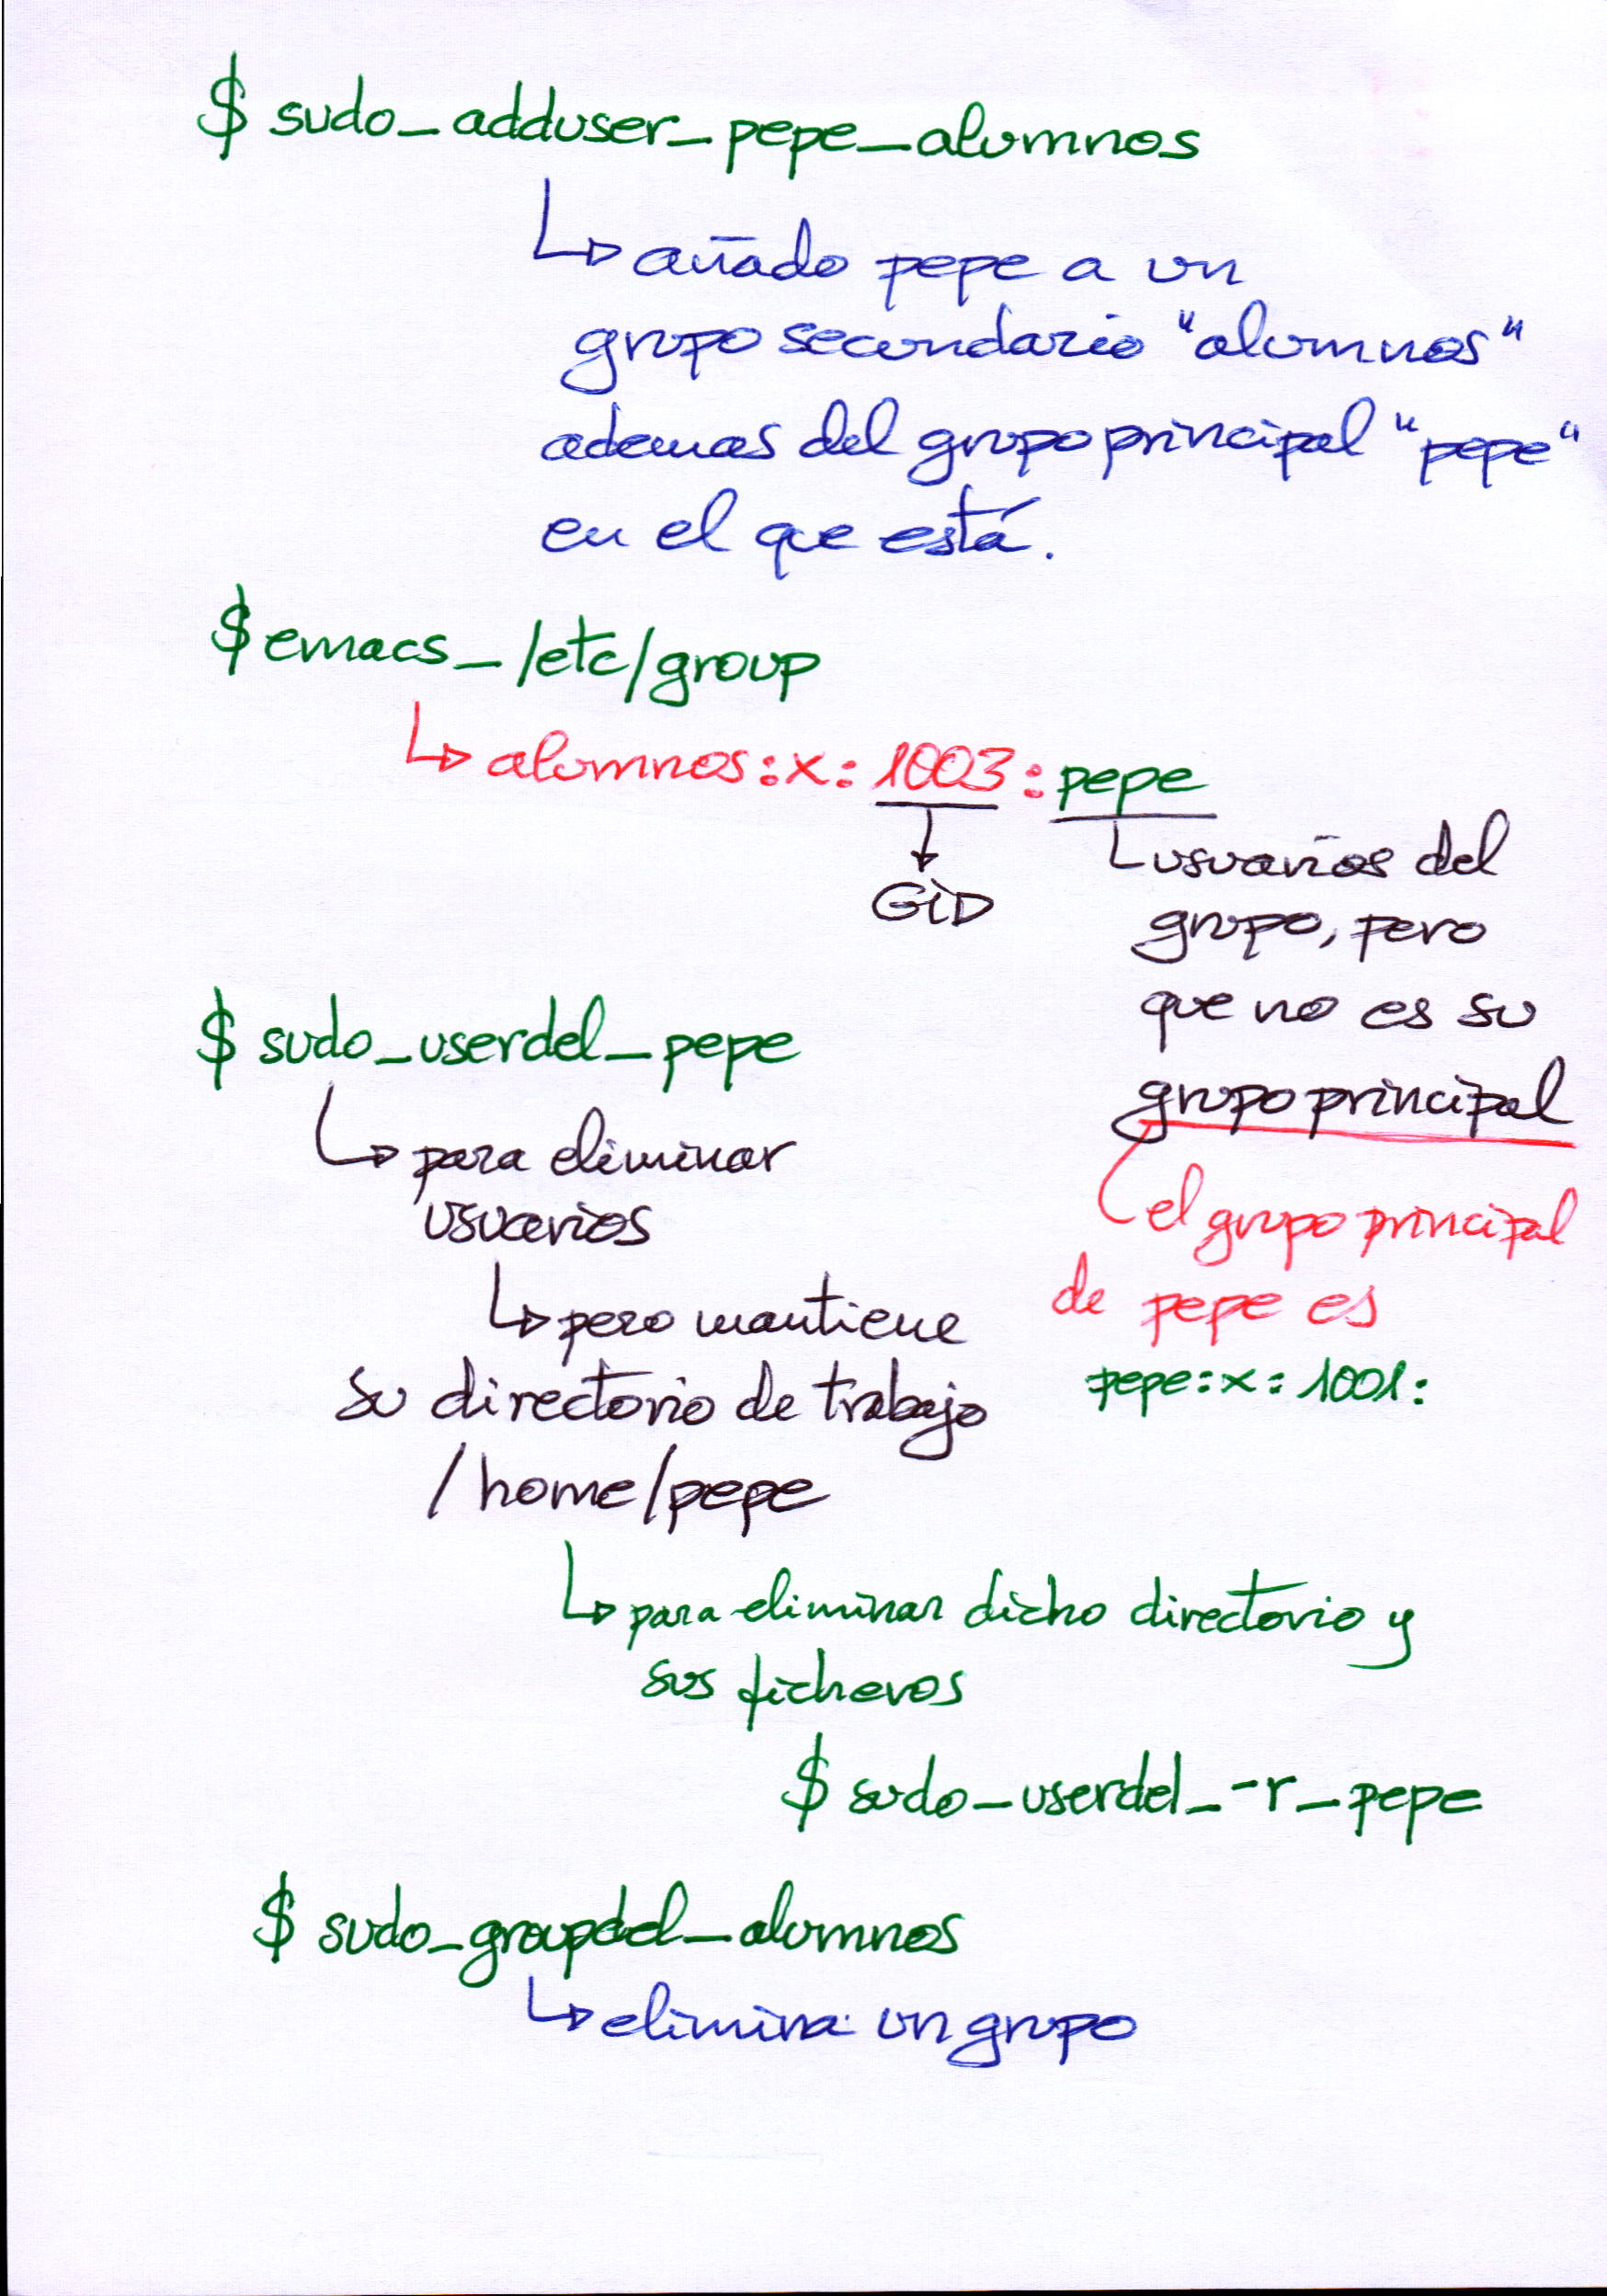 $ sudo_adduser_pepe_alumnos
añado pepe a un
grupo secundario "alumnos"
ademas del grupo principal "pepe"
en el que está.
$ emacs_/etc/group
alumnos:x:1003:pepe
GID
usuarios del
grupo, pero
que no es su
grupo principal
el grupo principal
de pepe es
pepe:x:1001:
$ sudo_userdel_pepe
para eliminar
usuarios
pero mantiene
su directorio de trabajo
/home/pepe
para eliminar dicho directorio y
sus ficheros
$ sudo_userdel_-r_pepe
$ sudo_groupdel_alumnos
elimina un grupo